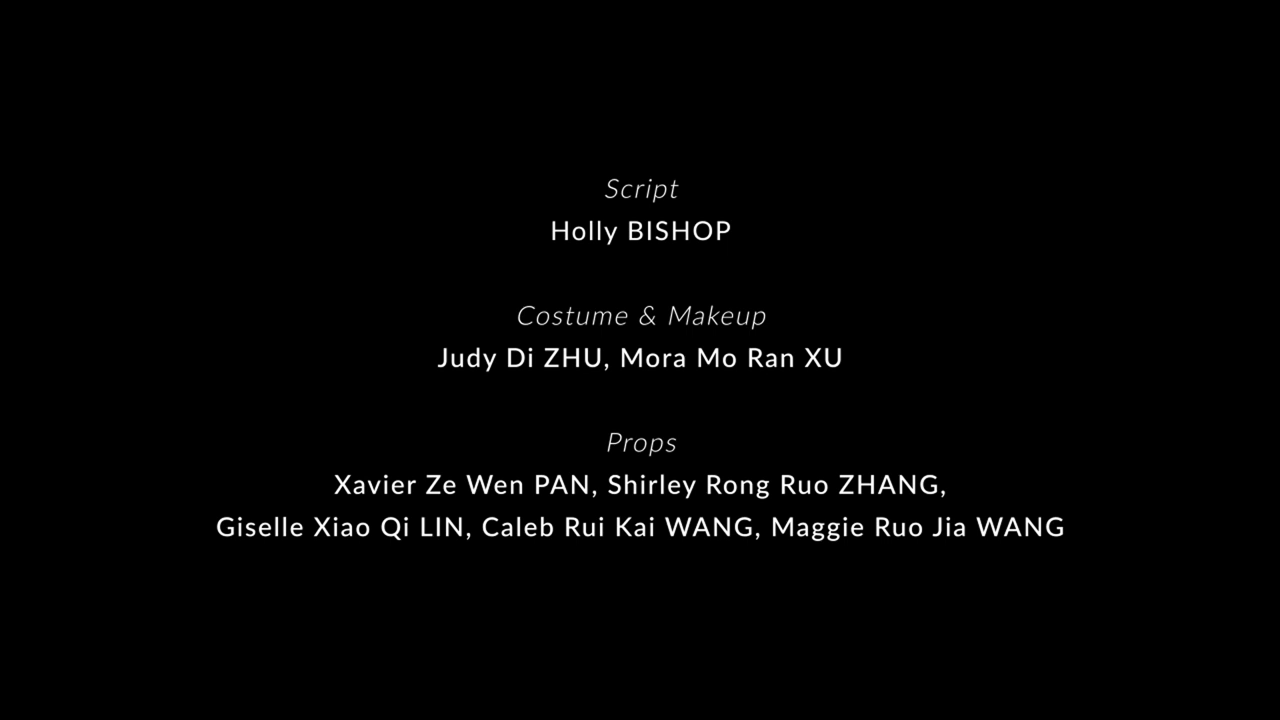 Script
Holly BISHOP
Costume & Makeup
Judy Di ZHU, Mora Mo Ran XU
Props
Xavier Ze Wen PAN, Shirley Rong Ruo ZHANG,
Giselle Xiao Qi LIN, Caleb Rui Kai WANG, Maggie Ruo Jia WANG